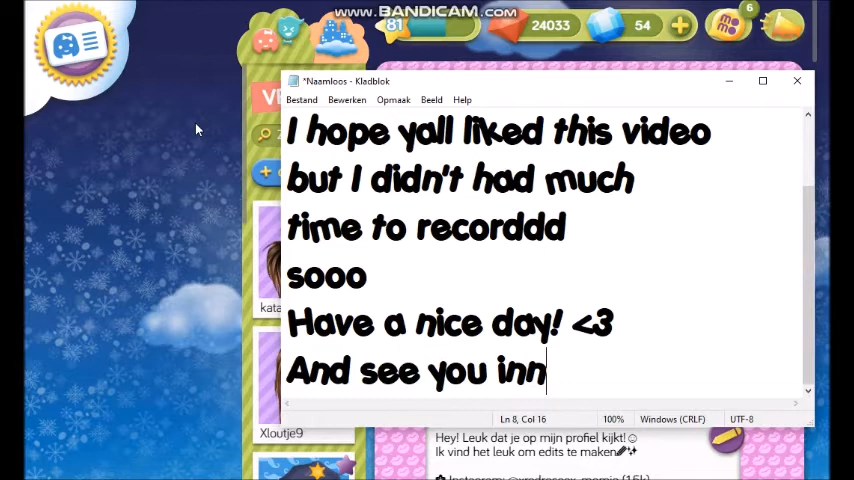 WWW.BANDICAM.COM
81
24033
54
momo
6
*Naamloos - Kladblok
Bestand Bewerken Opmaak Beeld Help
I hope yall liked this video
but I didn't had much
time to recorddd
sooo
Have a nice day! <3
And see you inn
Ln 8, Col 16 100% Windows (CRLF) UTF-8
Xloutje9
Hey! Leuk dat je op mijn profiel kijkt!☺
Ik vind het leuk om edits te maken✐✨